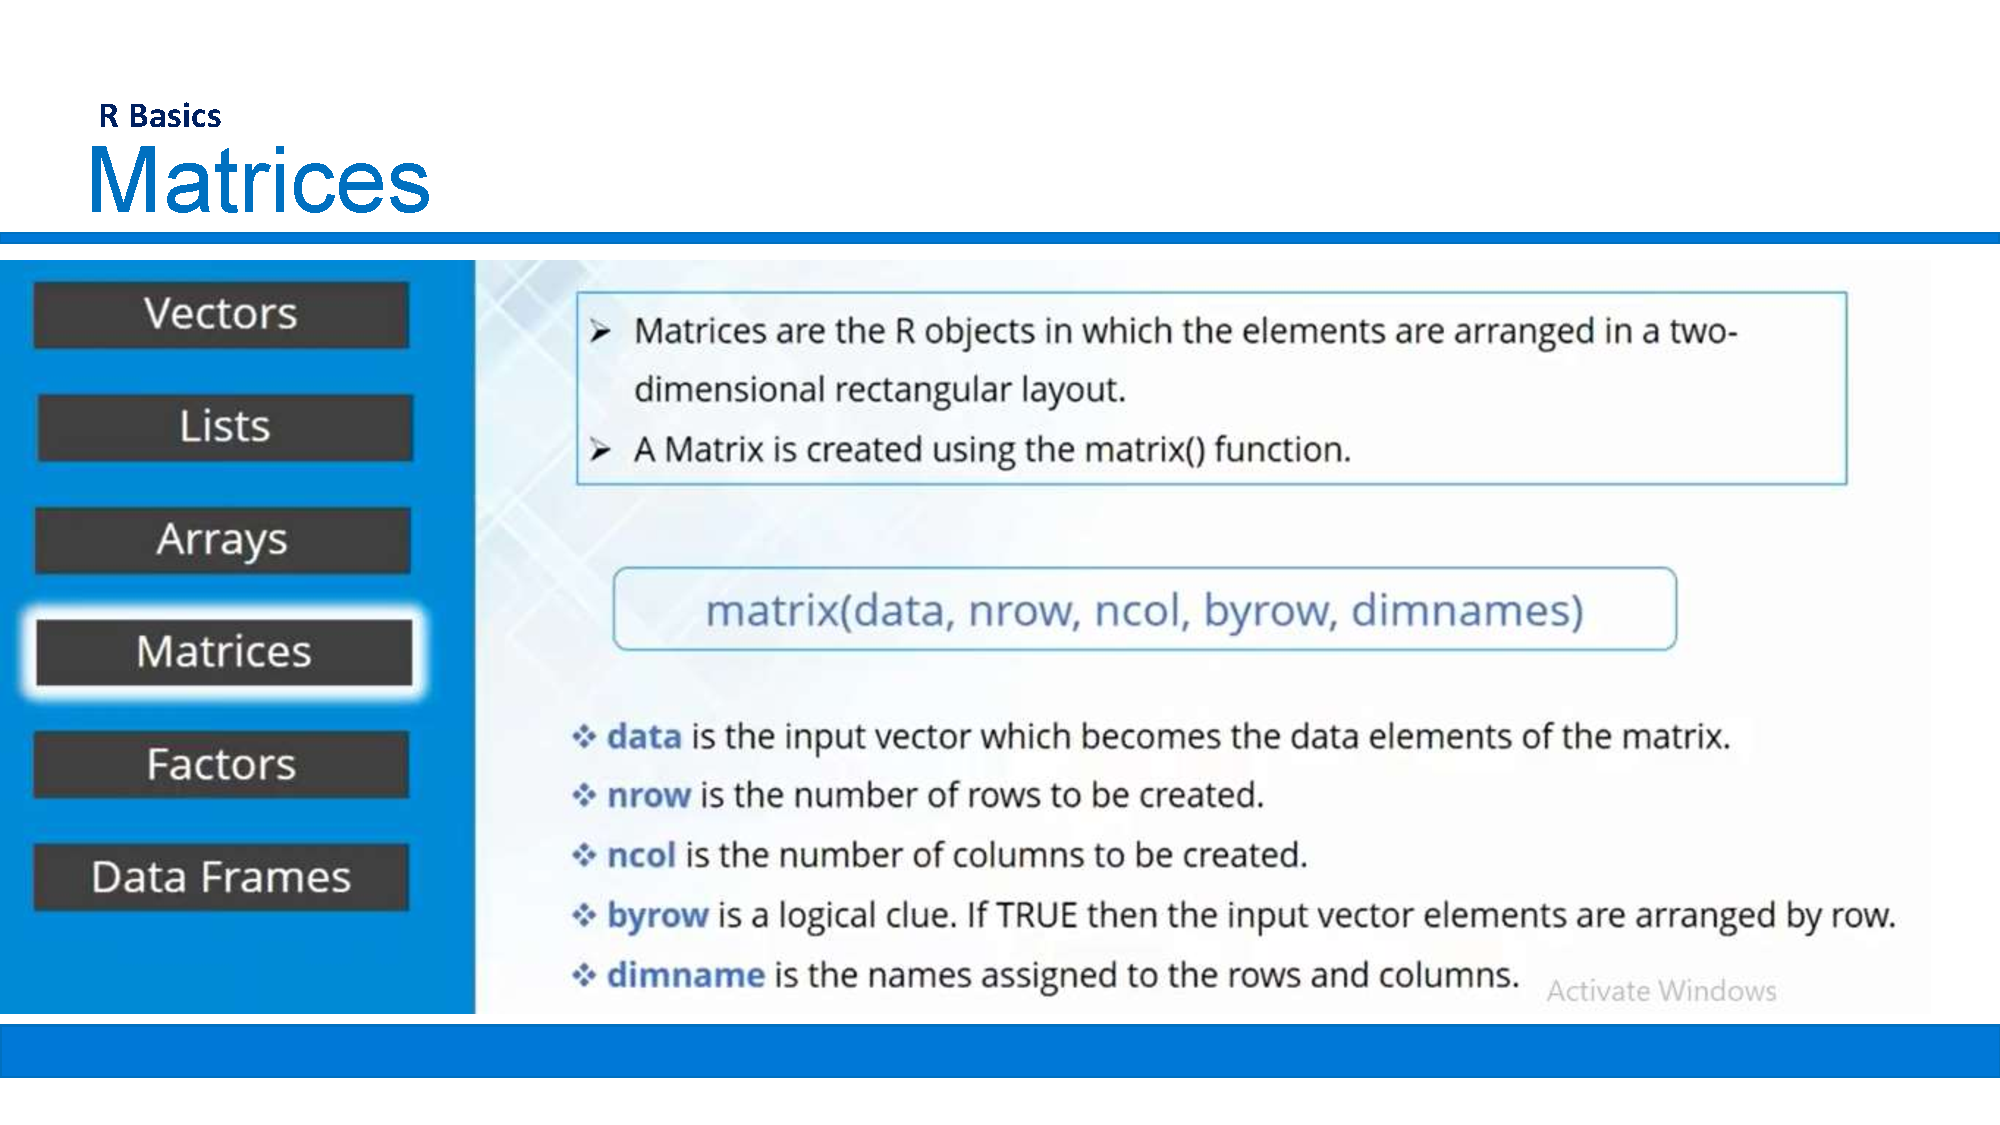 R Basics
Matrices
Vectors
Lists
Arrays
Matrices
Factors
Data Frames
➢ Matrices are the R objects in which the elements are arranged in a two-
dimensional rectangular layout.
➢ A Matrix is created using the matrix() function.
matrix(data, nrow, ncol, byrow, dimnames)
❖ data is the input vector which becomes the data elements of the matrix.
❖ nrow is the number of rows to be created.
❖ ncol is the number of columns to be created.
❖ byrow is a logical clue. If TRUE then the input vector elements are arranged by row.
❖ dimname is the names assigned to the rows and columns.
Activate Windows